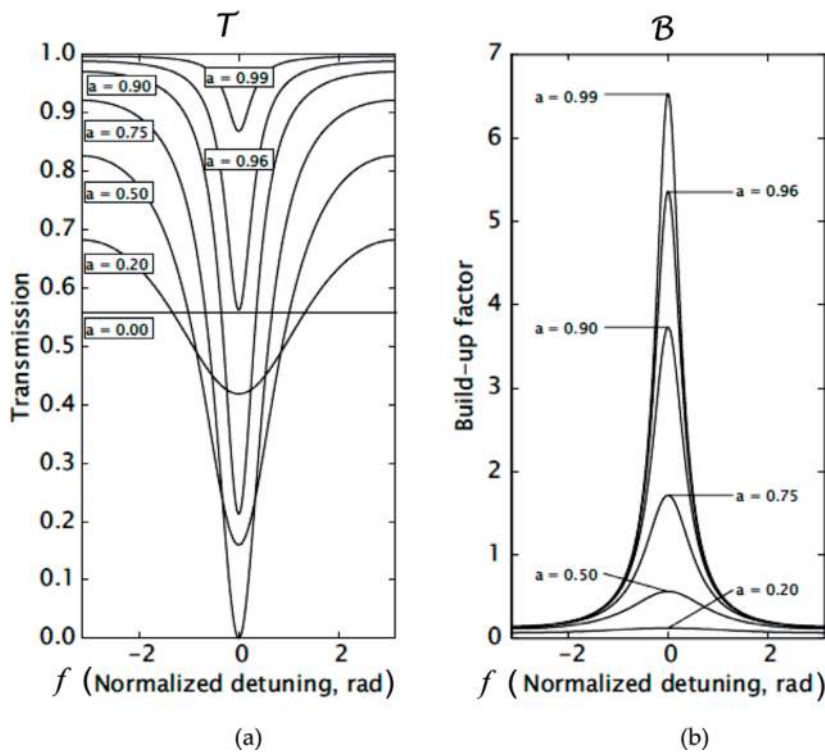 𝒯
1.0
0.9
0.8
0.7
0.6
0.5
0.4
0.3
0.2
0.1
0.0
Transmission
a = 0.99
a = 0.90
a = 0.75
a = 0.96
a = 0.50
a = 0.20
a = 0.00
−2
0
2
f (Normalized detuning, rad)
(a)
ℬ
7
6
5
4
3
2
1
0
Build-up factor
a = 0.99
a = 0.96
a = 0.90
a = 0.75
a = 0.50
a = 0.20
−2
0
2
f (Normalized detuning, rad)
(b)